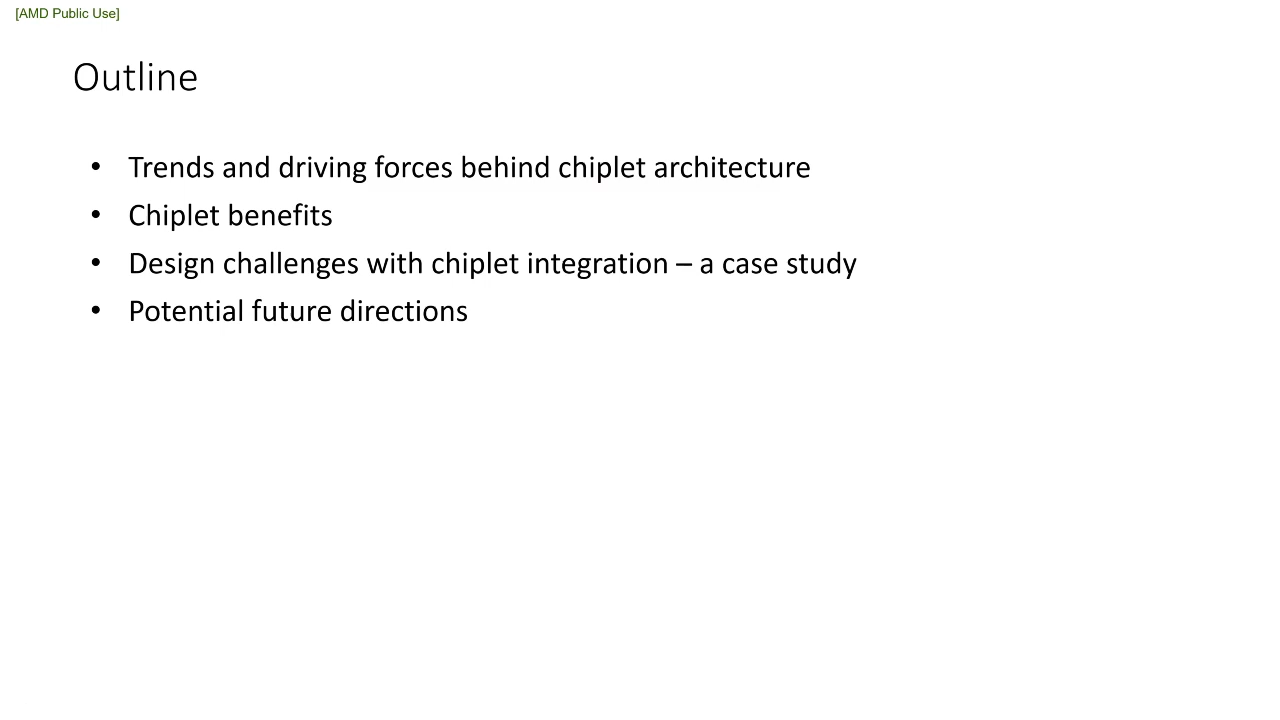 [AMD Public Use]
Outline
• Trends and driving forces behind chiplet architecture
• Chiplet benefits
• Design challenges with chiplet integration – a case study
• Potential future directions